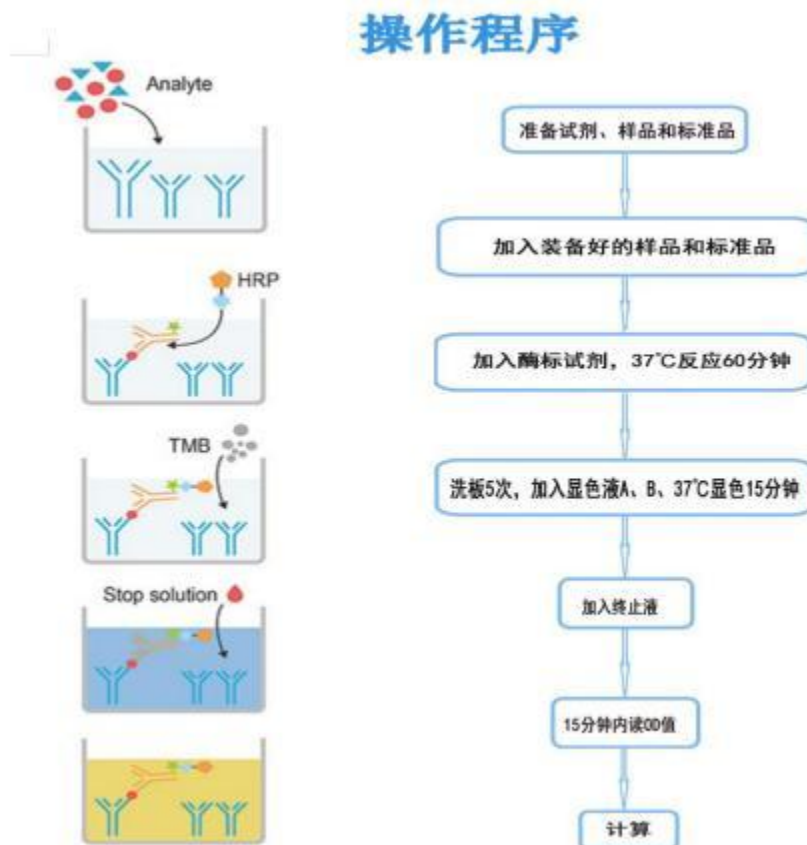 操作程序
Analyte
HRP
TMB
Stop solution
准备试剂、样品和标准品
加入装备好的样品和标准品
加入酶标试剂，37℃反应60分钟
洗板5次，加入显色液A、B、37℃显色15分钟
加入终止液
15分钟内读OD值
计算